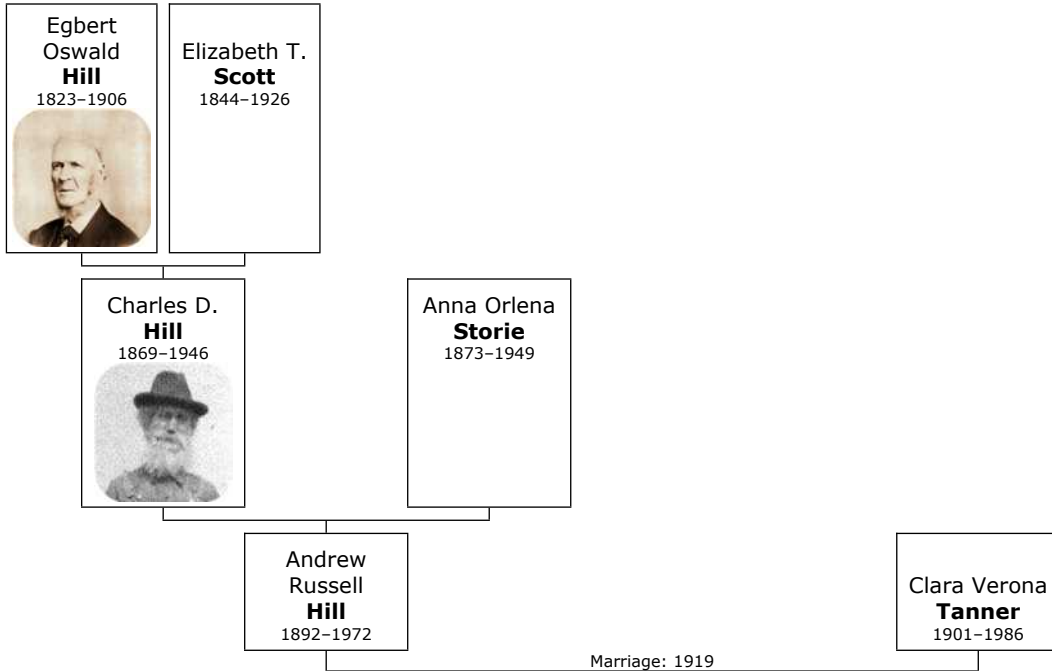 Egbert
Oswald
Hill
1823–1906
Elizabeth T.
Scott
1844–1926
Charles D.
Hill
1869–1946
Anna Orlena
Storie
1873–1949
Andrew
Russell
Hill
1892–1972
Clara Verona
Tanner
1901–1986
Marriage: 1919